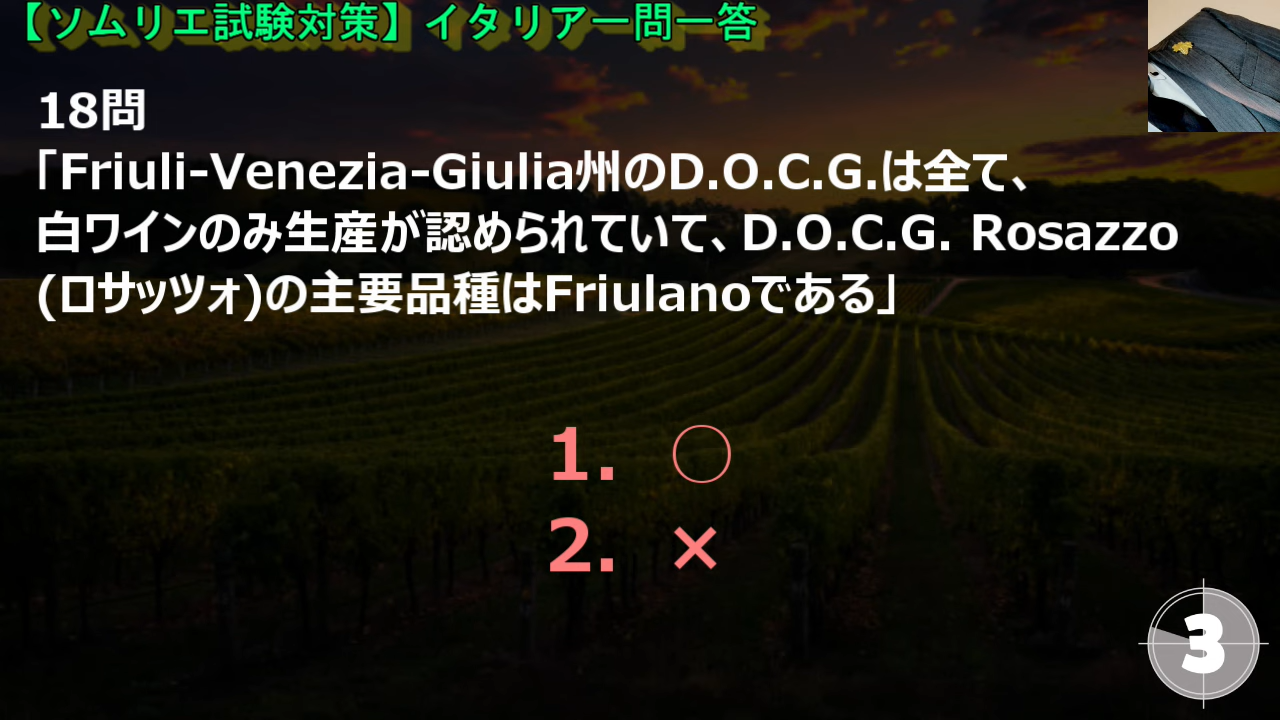 【ソムリエ試験対策】イタリア一問一答
18問
「Friuli-Venezia-Giulia州のD.O.C.G.は全て、
白ワインのみ生産が認められていて、D.O.C.G. Rosazzo
(ロサッツォ)の主要品種はFriulanoである」
1. ○
2. ×
3